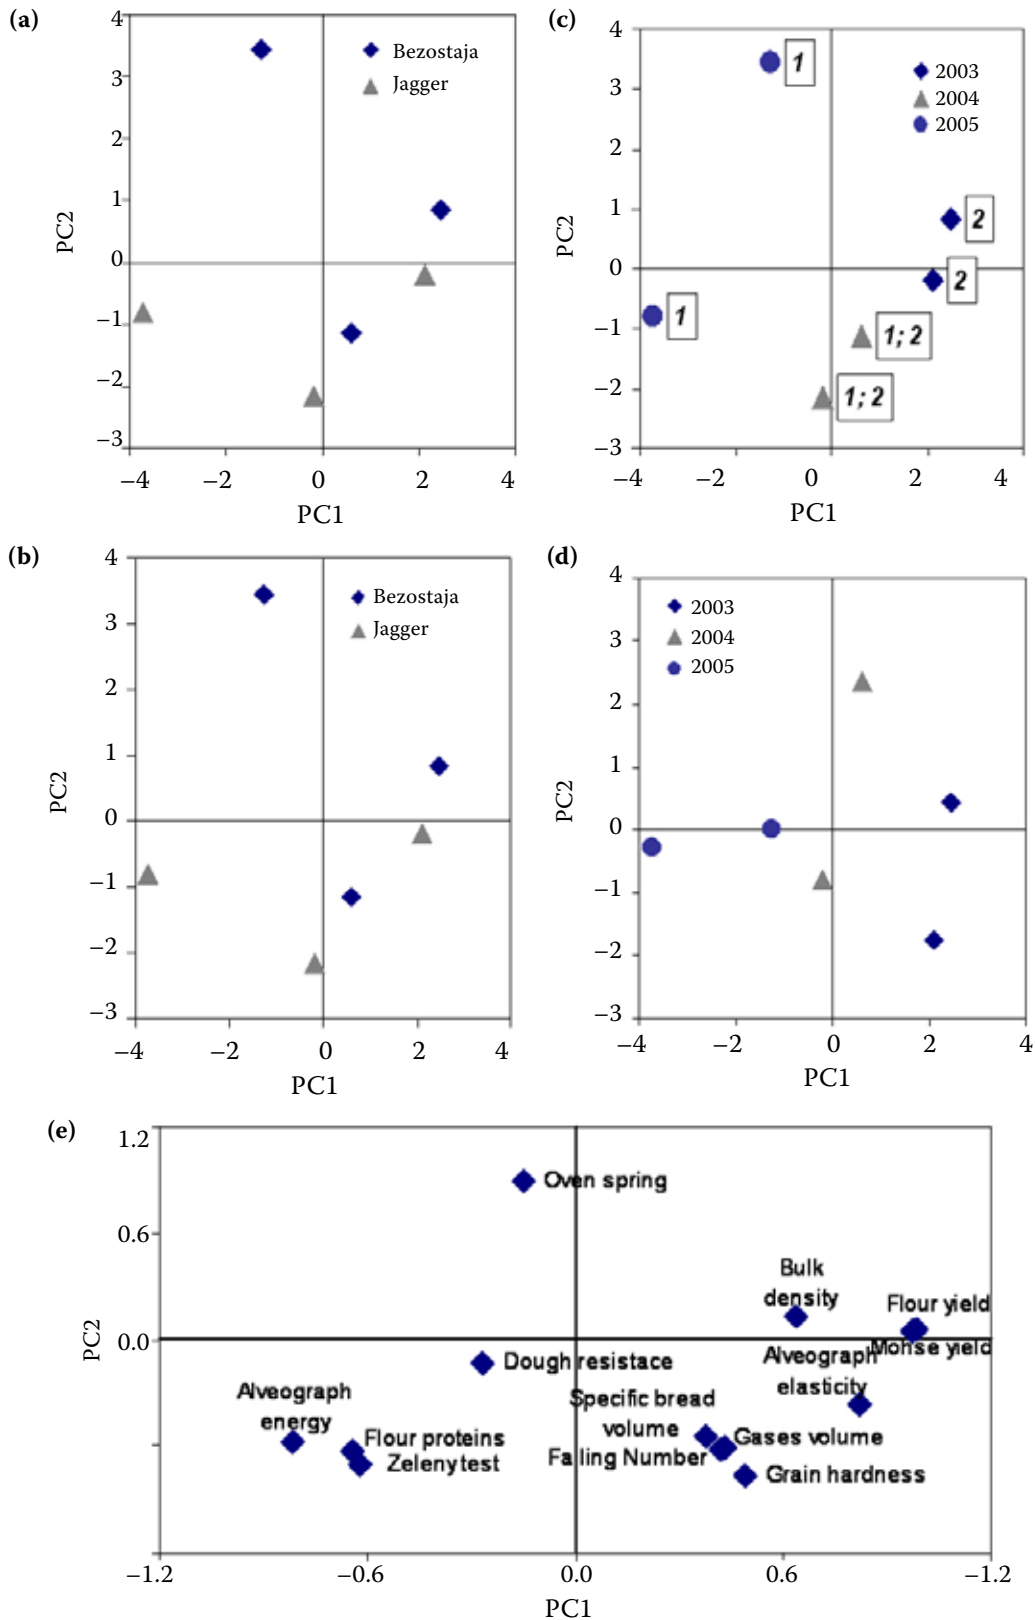 (a)
4
3
2
1
0
−1
−2
−3
PC2
Bezostaja
Jagger
−4 −2 0 2 4
PC1
(c)
4
3
2
1
0
−1
−2
−3
PC2
1
2003
2004
2005
2
2
1
1; 2
1; 2
−4 −2 0 2 4
PC1
(b)
4
3
2
1
0
−1
−2
−3
PC2
Bezostaja
Jagger
−4 −2 0 2 4
PC1
(d)
4
3
2
1
0
−1
−2
−3
PC2
2003
2004
2005
−4 −2 0 2 4
PC1
(e)
1.2
0.6
0.0
PC2
Oven spring
Bulk
density
Flour yield
Mohse yield
Alveograph
elasticity
Dough resistace
Alveograph
energy
Specific bread
volume
Flour proteins
Gases volume
Falling Number
Zelenytest
Grain hardness
−1.2 −0.6 0.0 0.6 −1.2
PC1